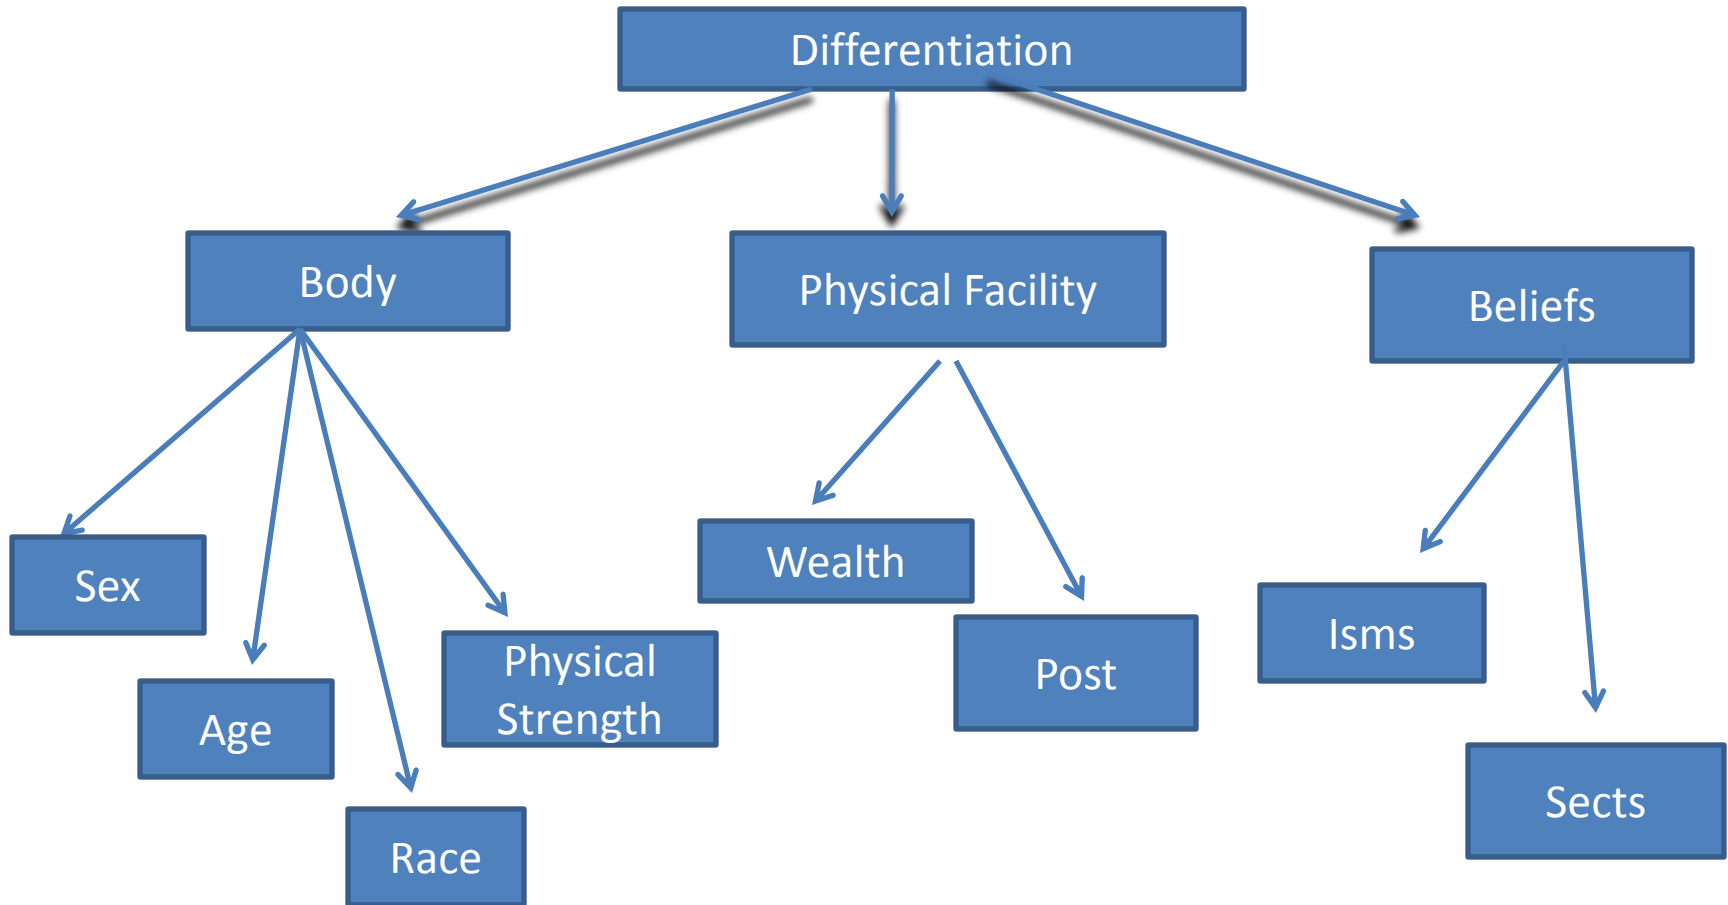 Differentiation
Body
Physical Facility
Beliefs
Sex
Age
Race
Physical
Strength
Wealth
Post
Isms
Sects